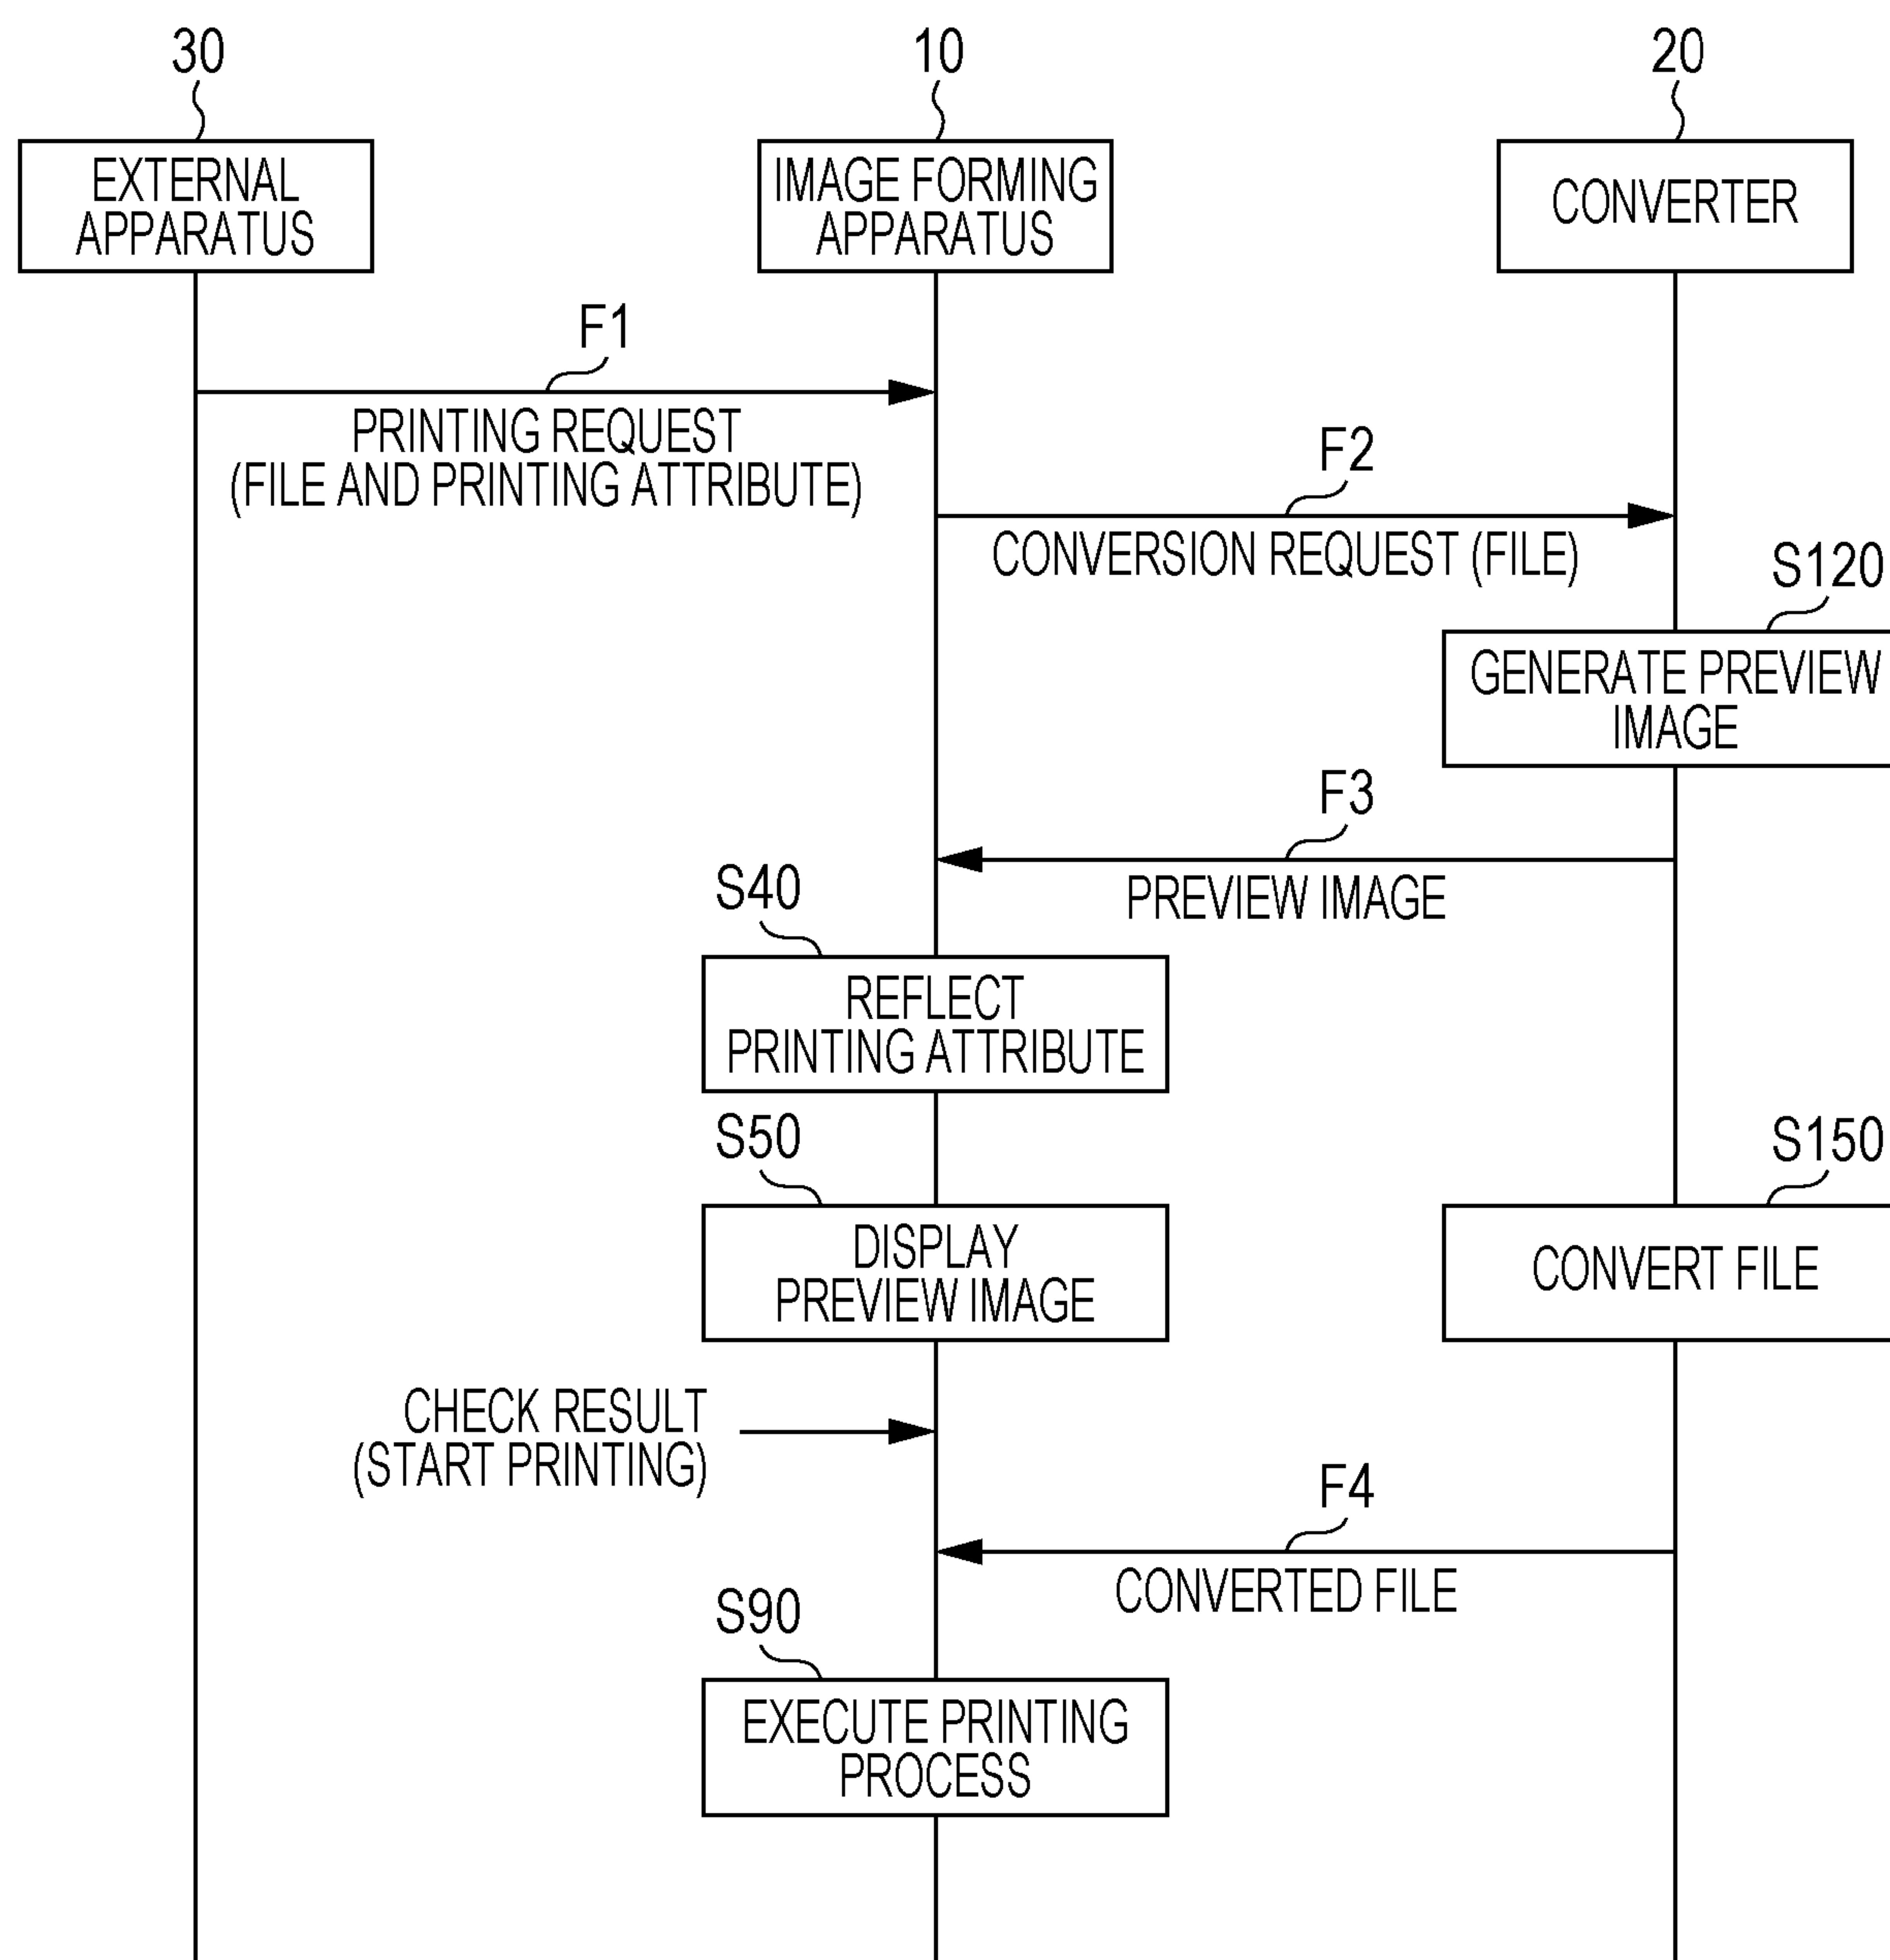 30
10
20
EXTERNAL
APPARATUS
IMAGE FORMING
APPARATUS
CONVERTER
F1
PRINTING REQUEST
(FILE AND PRINTING ATTRIBUTE)
F2
CONVERSION REQUEST (FILE)
S120
GENERATE PREVIEW
IMAGE
F3
PREVIEW IMAGE
S40
REFLECT
PRINTING ATTRIBUTE
S50
DISPLAY
PREVIEW IMAGE
S150
CONVERT FILE
CHECK RESULT
(START PRINTING)
F4
CONVERTED FILE
S90
EXECUTE PRINTING
PROCESS